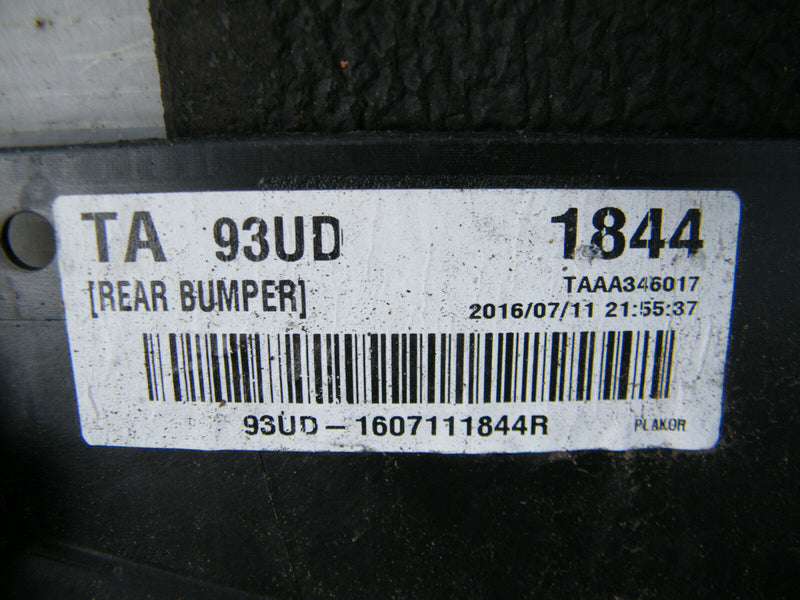 TA 93UD 1844
TAAA346017
[REAR BUMPER] 2016/07/11 21:55:37
93UD-1607111844R PLAKOR